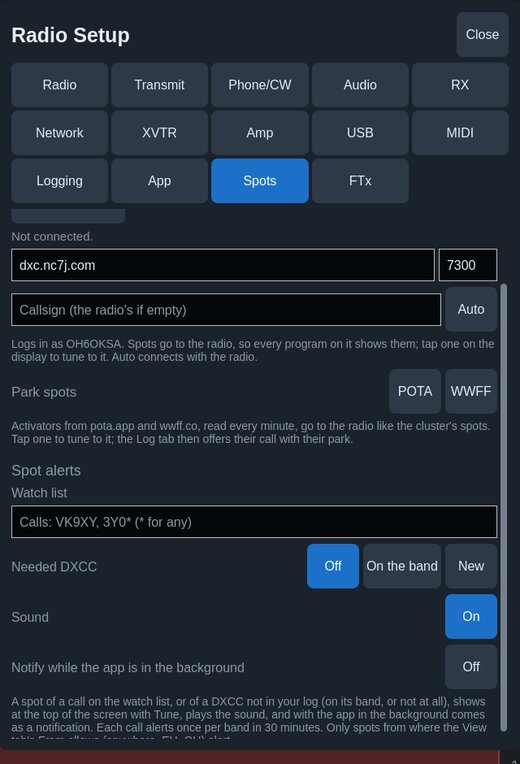 Radio Setup
Close
Radio
Transmit
Phone/CW
Audio
RX
Network
XVTR
Amp
USB
MIDI
Logging
App
Spots
FTx
Not connected.
dxc.nc7j.com
7300
Callsign (the radio's if empty)
Auto
Logs in as OH6OKSA. Spots go to the radio, so every program on it shows them; tap one on the
display to tune to it. Auto connects with the radio.
Park spots
POTA
WWFF
Activators from pota.app and wwff.co, read every minute, go to the radio like the cluster's spots.
Tap one to tune to it; the Log tab then offers their call with their park.
Spot alerts
Watch list
Calls: VK9XY, 3Y0* (* for any)
Needed DXCC
Off
On the band
New
Sound
On
Notify while the app is in the background
Off
A spot of a call on the watch list, or of a DXCC not in your log (on its band, or not at all), shows
at the top of the screen with Tune, plays the sound, and with the app in the background comes
as a notification. Each call alerts once per band in 30 minutes. Only spots from where the View
tab's From allows (anywhere, EU, OH) alert.